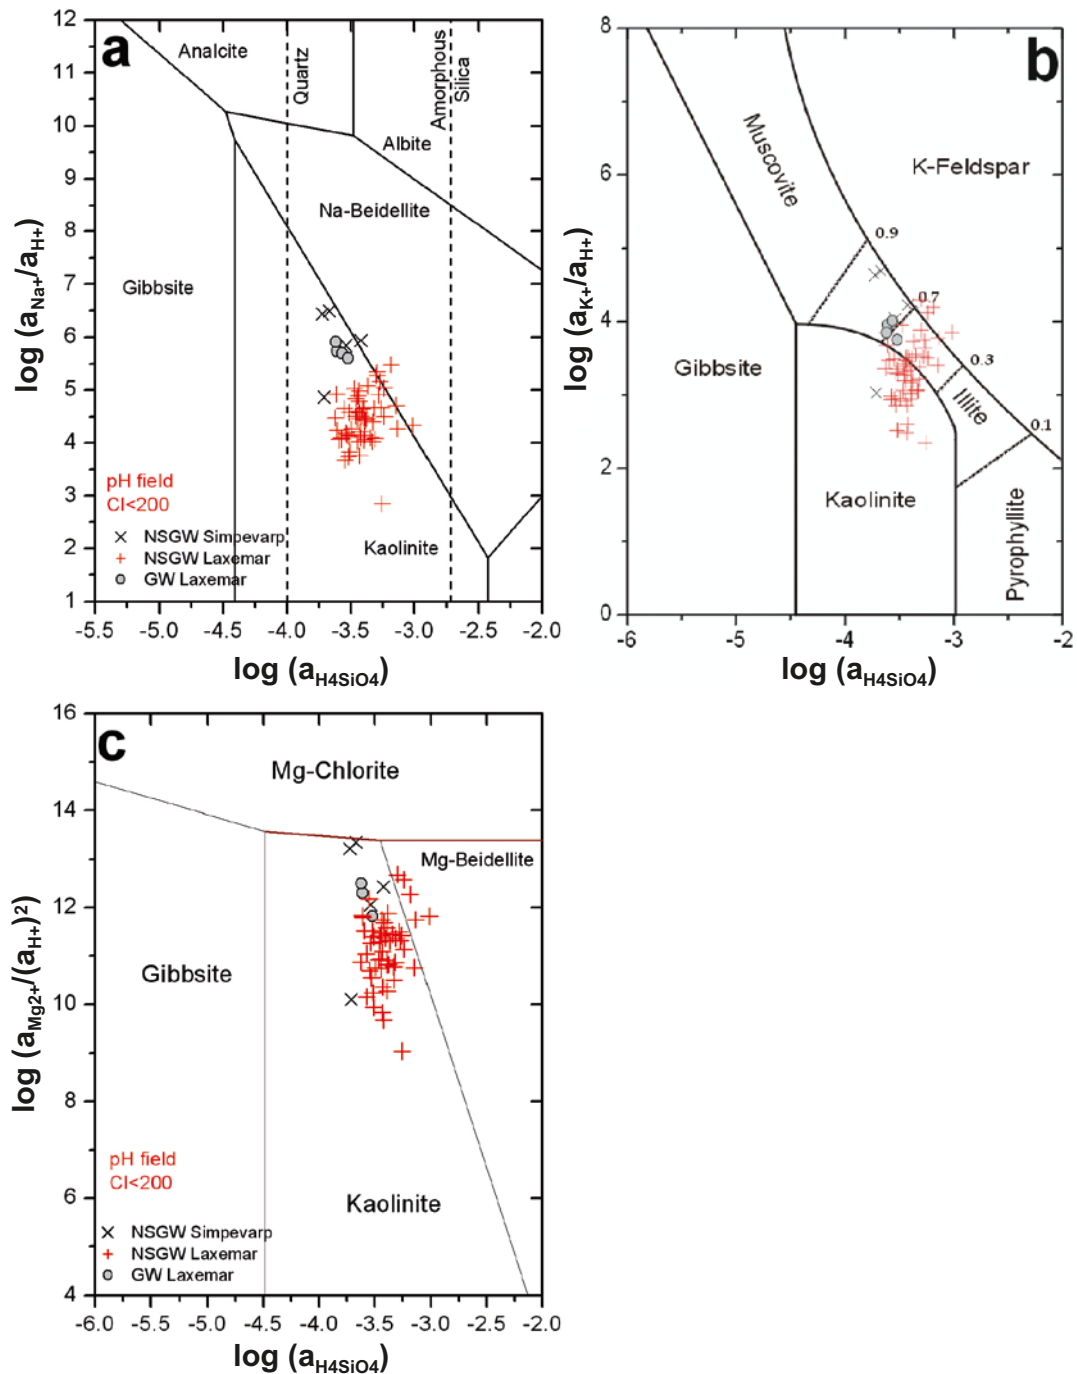 a
12
11
10
9
8
7
6
5
4
3
2
1
log (aNa+/aH+)
Analcite
Quartz
Amorphous
Silica
Albite
Na-Beidellite
Gibbsite
pH field
Cl<200
NSGW Simpevarp
NSGW Laxemar
GW Laxemar
Kaolinite
-5.5 -5.0 -4.5 -4.0 -3.5 -3.0 -2.5 -2.0
log (aH4SiO4)
b
8
6
4
2
0
log (aK+/aH+)
Muscovite
K-Feldspar
0.9
0.7
0.3
0.1
Gibbsite
Illite
Kaolinite
Pyrophyllite
-6 -5 -4 -3 -2
log (aH4SiO4)
c
16
14
12
10
8
6
4
log (aMg2+/(aH+)2)
Mg-Chlorite
Mg-Beidellite
Gibbsite
pH field
Cl<200
Kaolinite
NSGW Simpevarp
NSGW Laxemar
GW Laxemar
-6.0 -5.5 -5.0 -4.5 -4.0 -3.5 -3.0 -2.5 -2.0
log (aH4SiO4)